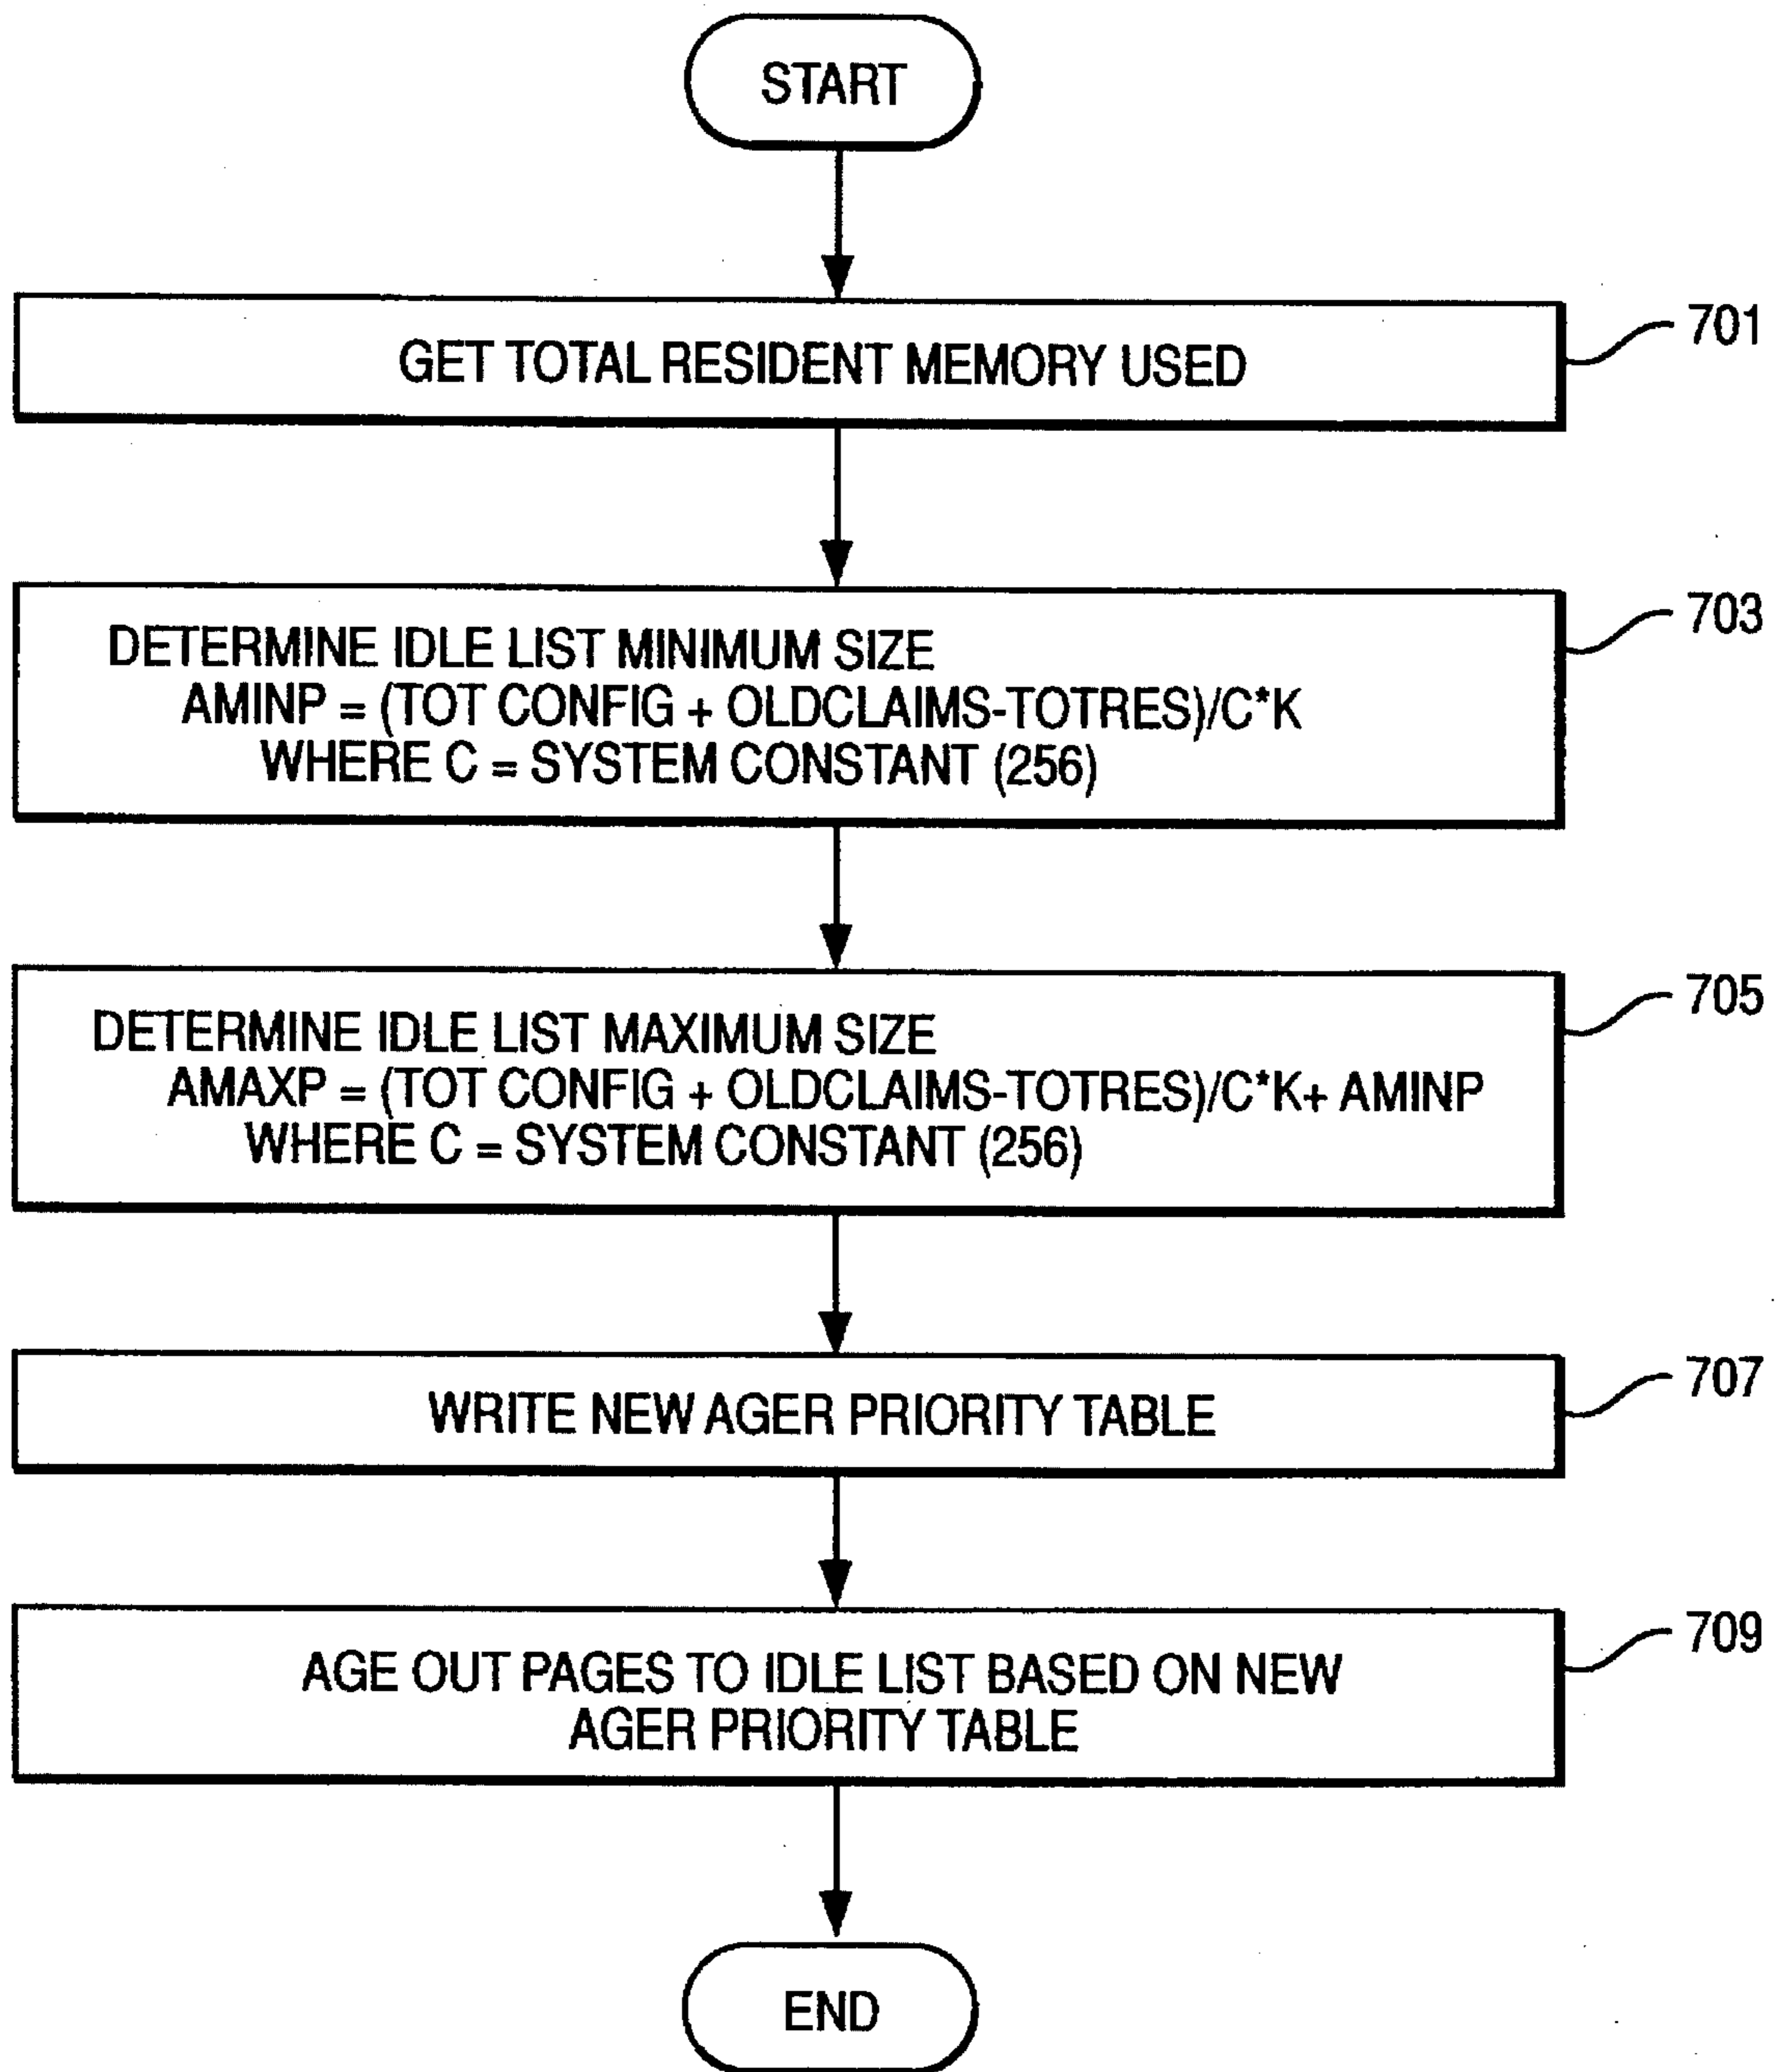 START
GET TOTAL RESIDENT MEMORY USED
701
DETERMINE IDLE LIST MINIMUM SIZE
AMINP = (TOT CONFIG + OLDCLAIMS-TOTRES)/C*K
WHERE C = SYSTEM CONSTANT (256)
703
DETERMINE IDLE LIST MAXIMUM SIZE
AMAXP = (TOT CONFIG + OLDCLAIMS-TOTRES)/C*K+ AMINP
WHERE C = SYSTEM CONSTANT (256)
705
WRITE NEW AGER PRIORITY TABLE
707
AGE OUT PAGES TO IDLE LIST BASED ON NEW
AGER PRIORITY TABLE
709
END